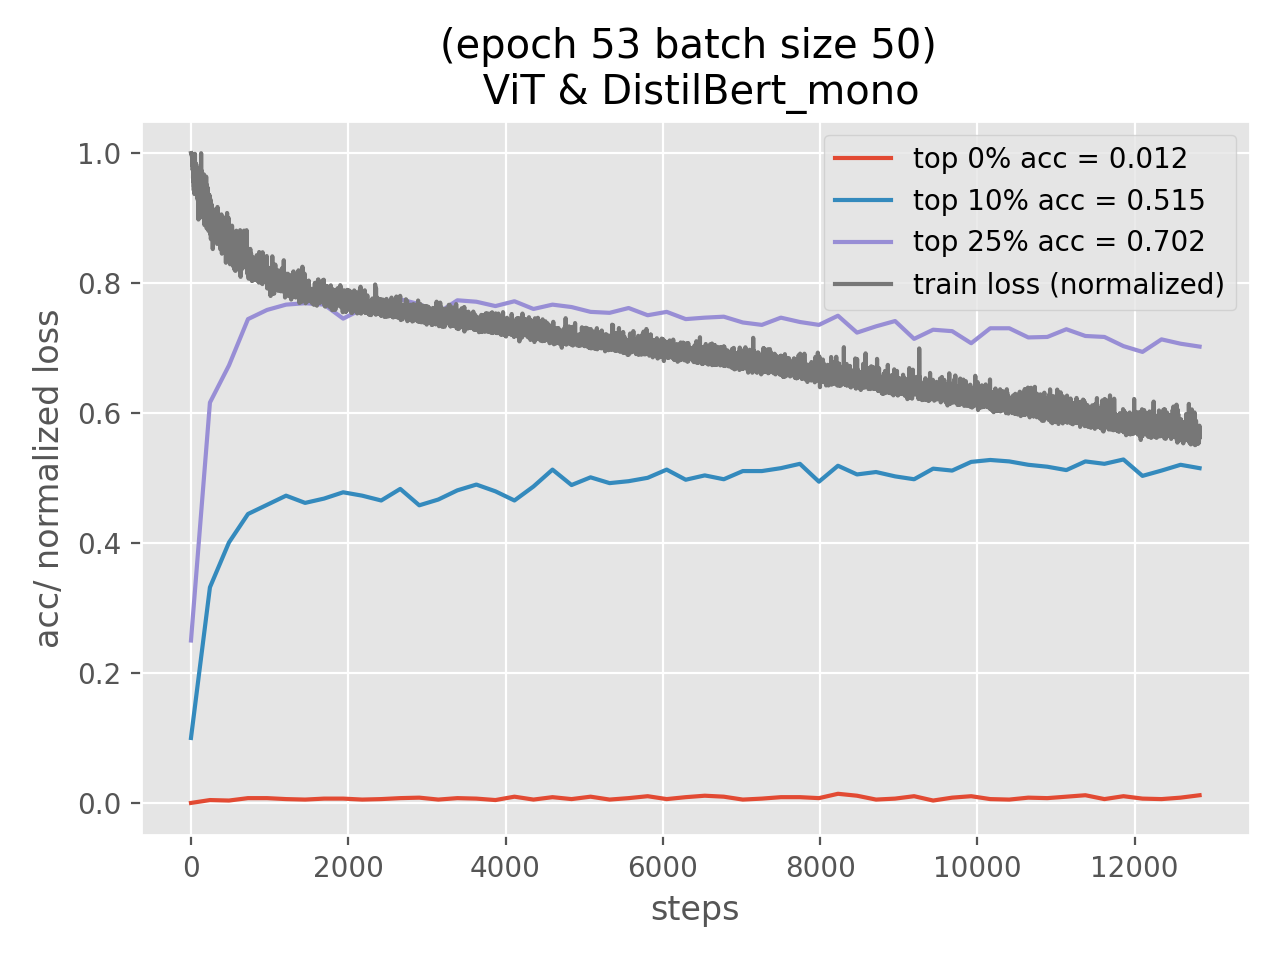 (epoch 53 batch size 50)
ViT & DistilBert_mono
top 0% acc = 0.012
top 10% acc = 0.515
top 25% acc = 0.702
train loss (normalized)
acc/ normalized loss
1.0
0.8
0.6
0.4
0.2
0.0
0 2000 4000 6000 8000 10000 12000
steps